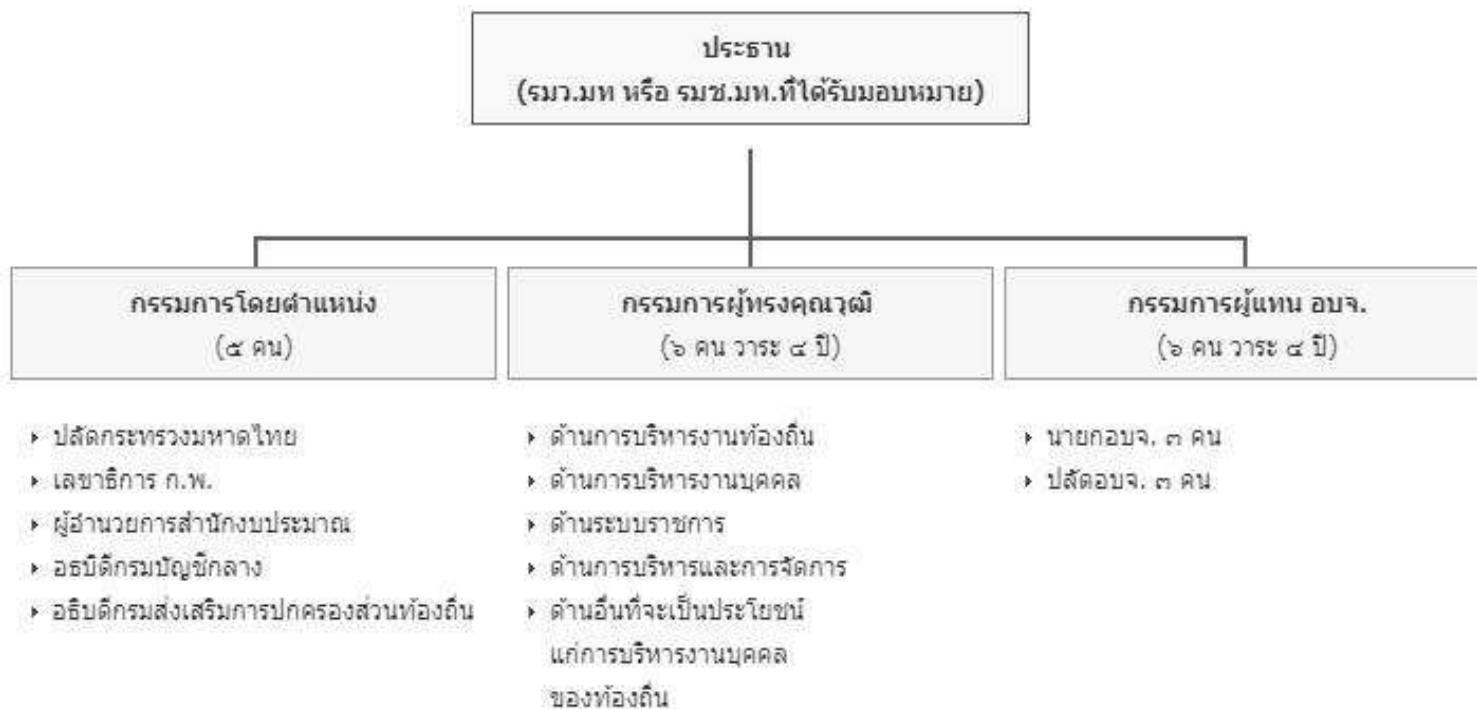 ประธาน
(รมว.มท หรือ รมช.มท.ที่ได้รับมอบหมาย)
กรรมการโดยตำแหน่ง
(๕ คน)
ปลัดกระทรวงมหาดไทย
เลขาธิการ ก.พ.
ผู้อำนวยการสำนักงบประมาณ
อธบิดีกรมบัญชีกลาง
อธิบดีกรมส่งเสริมการปกครองส่วนท้องถิ่น
กรรมการผู้ทรงคุณวุฒิ
(๖ คน วาระ ๔ ปี)
ด้านการบริหารงานท้องถิ่น
ด้านการบริหารงานบุคคล
ด้านระบบราชการ
ด้านการบริหารและการจัดการ
ด้านอื่นที่จะเป็นประโยชน์
แก่การบริหารงานบุคคล
ของท้องถิ่น
กรรมการผู้แทน อบจ.
(๖ คน วาระ ๔ ปี)
นายกอบจ. ๓ คน
ปลัดอบจ. ๓ คน